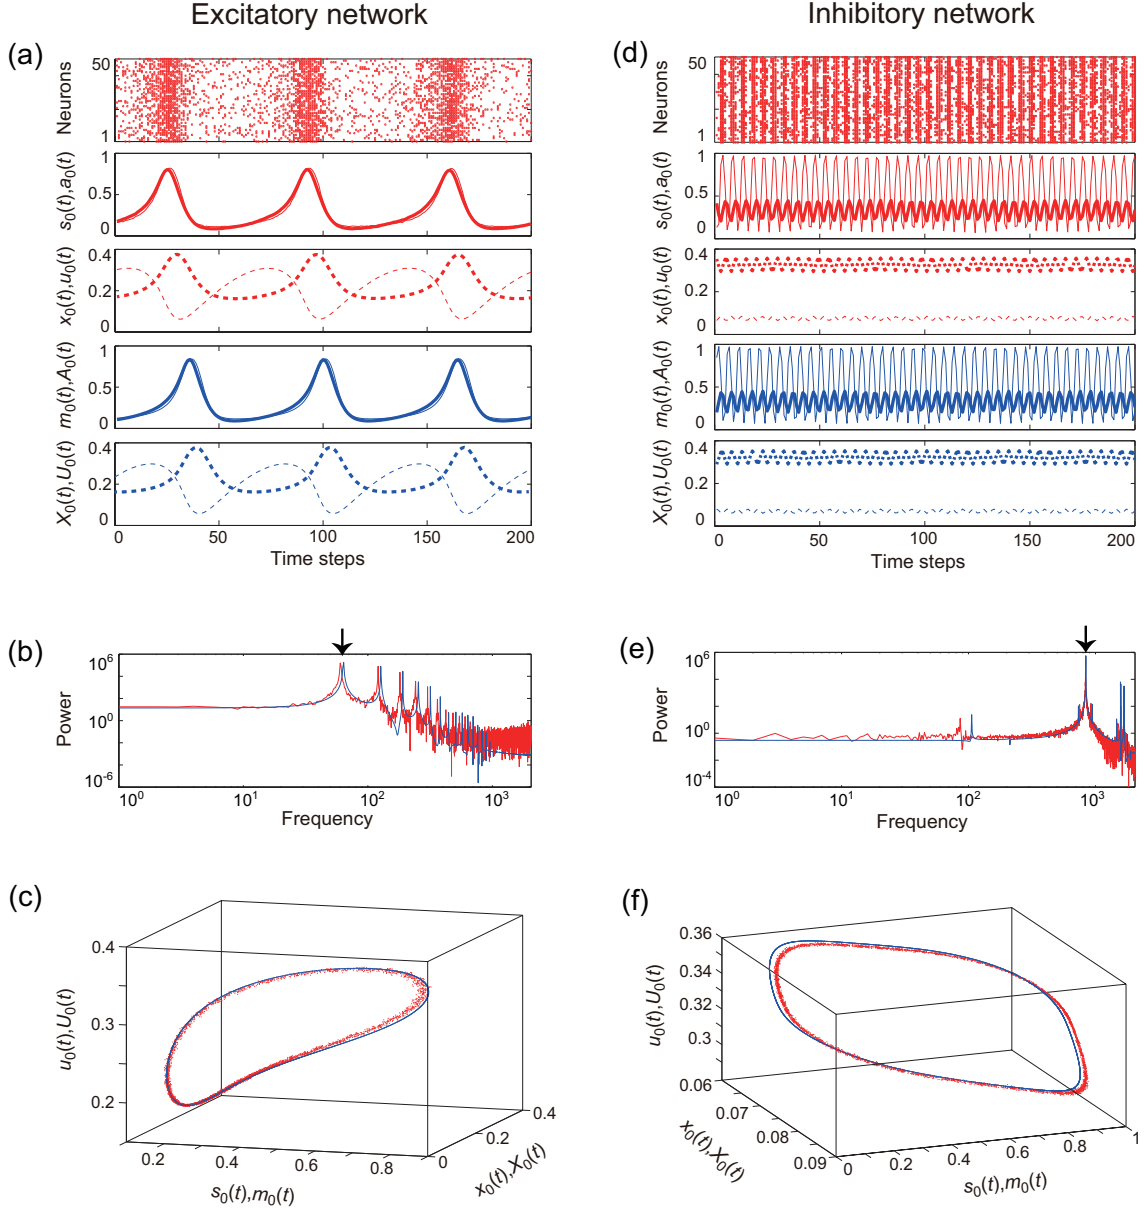 Excitatory network
Inhibitory network
(a)
50
1
Neurons
1
0.5
0
s0(t),a0(t)
0.4
0.2
0
x0(t),u0(t)
1
0.5
0
m0(t),A0(t)
0.4
0.2
0
X0(t),U0(t)
0 50 100 150 200
Time steps
(d)
50
1
Neurons
1
0.5
0
s0(t),a0(t)
0.4
0.2
0
x0(t),u0(t)
1
0.5
0
m0(t),A0(t)
0.4
0.2
0
X0(t),U0(t)
0 50 100 150 200
Time steps
(b)
10^6
10^0
10^-6
Power
10^0 10^1 10^2 10^3
Frequency
(e)
10^6
10^0
10^-4
Power
10^0 10^1 10^2 10^3
Frequency
(c)
0.4
0.3
0.2
u0(t),U0(t)
0.2 0.4 0.6 0.8
s0(t),m0(t)
0 0.2 0.4
x0(t),X0(t)
(f)
0.36
0.34
0.32
0.3
0.06
u0(t),U0(t)
0.07
0.08
0.09
x0(t),X0(t)
0 0.2 0.4 0.6 0.8 1
s0(t),m0(t)